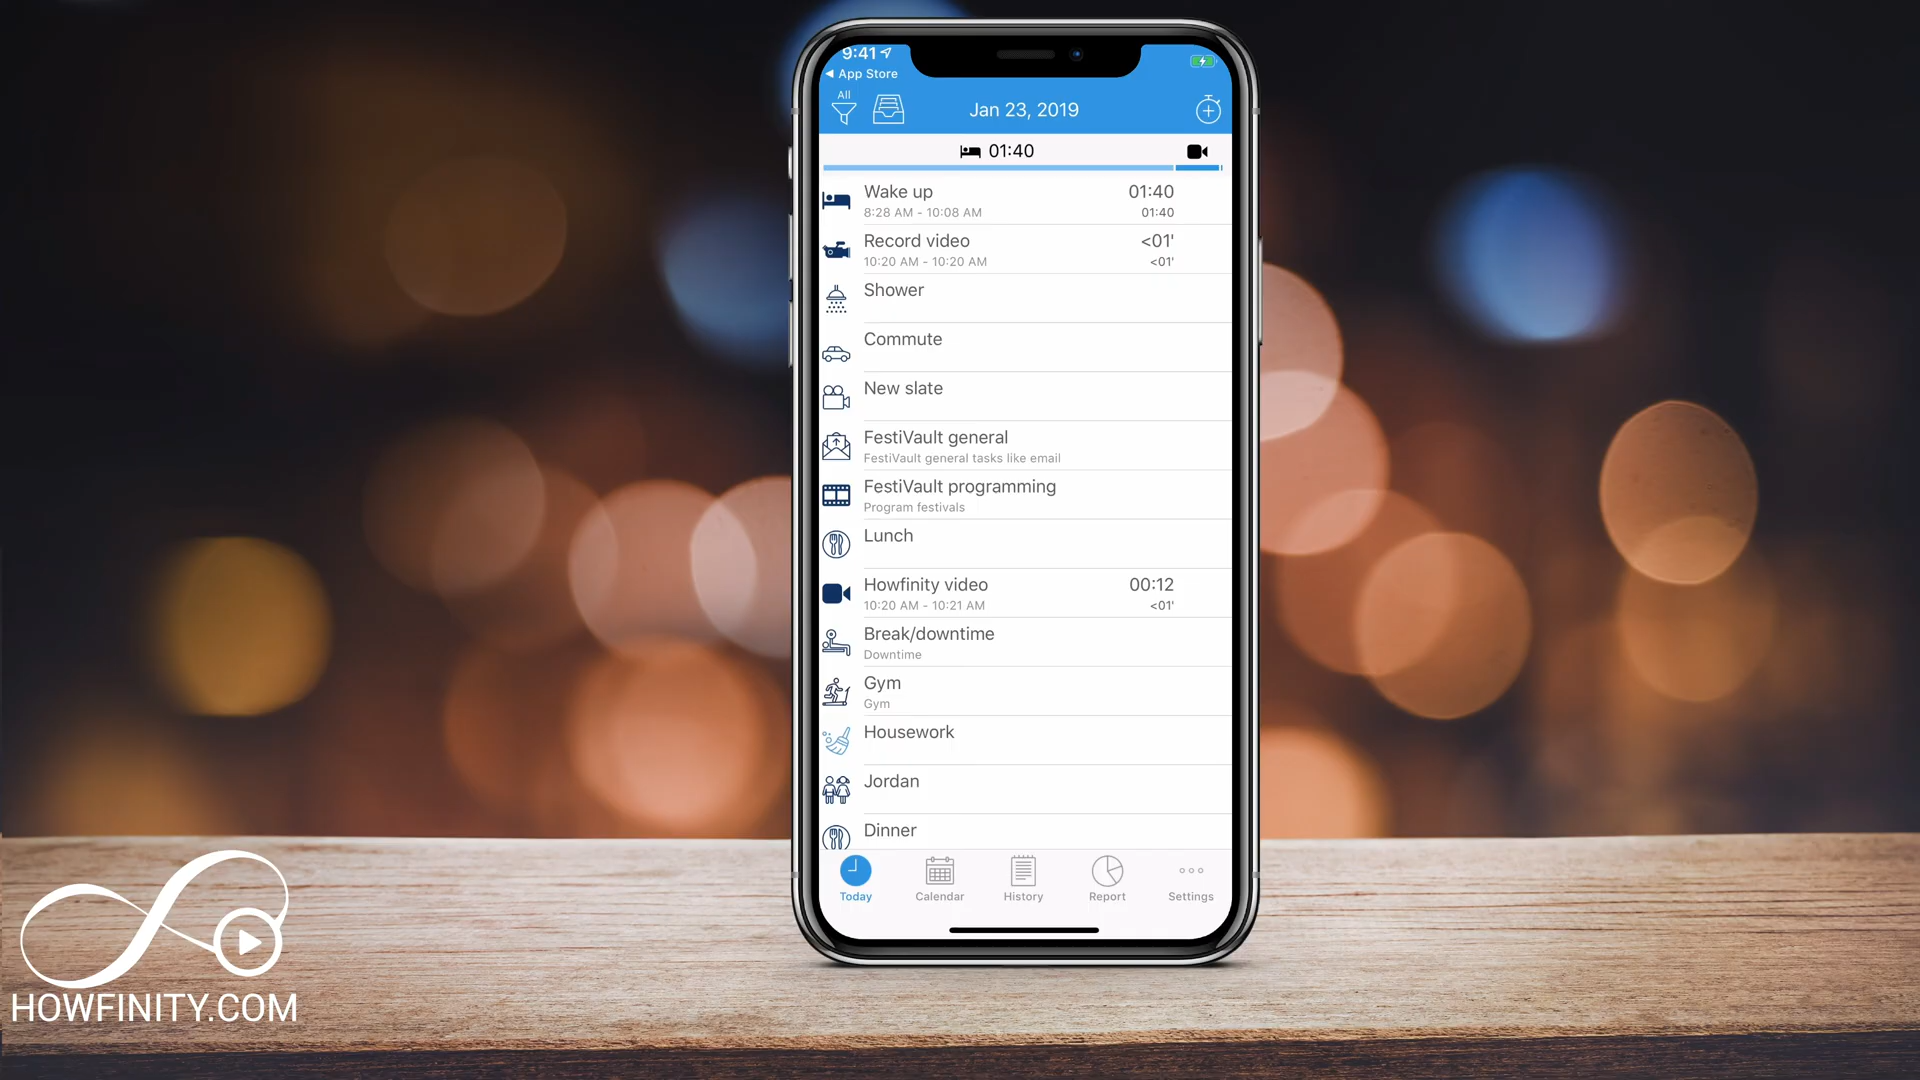 9:41
◀ App Store
All
Jan 23, 2019
01:40
Wake up 01:40
8:28 AM - 10:08 AM 01:40
Record video <01'
10:20 AM - 10:20 AM <01'
Shower
Commute
New slate
FestiVault general
FestiVault general tasks like email
FestiVault programming
Program festivals
Lunch
Howfinity video 00:12
10:20 AM - 10:21 AM <01'
Break/downtime
Downtime
Gym
Gym
Housework
Jordan
Dinner
Today Calendar History Report Settings
HOWFINITY.COM